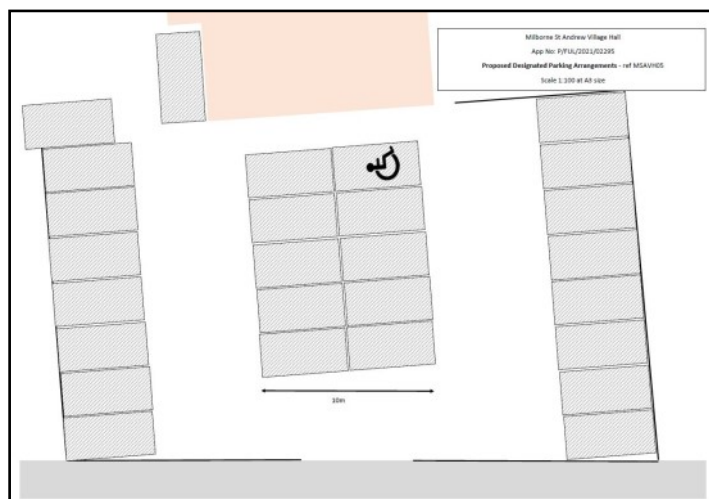 Milborne St Andrew Village Hall
App No: P/FUL/2021/02295
Proposed Designated Parking Arrangements - ref MSAVH05
Scale 1:100 at A3 size
10m